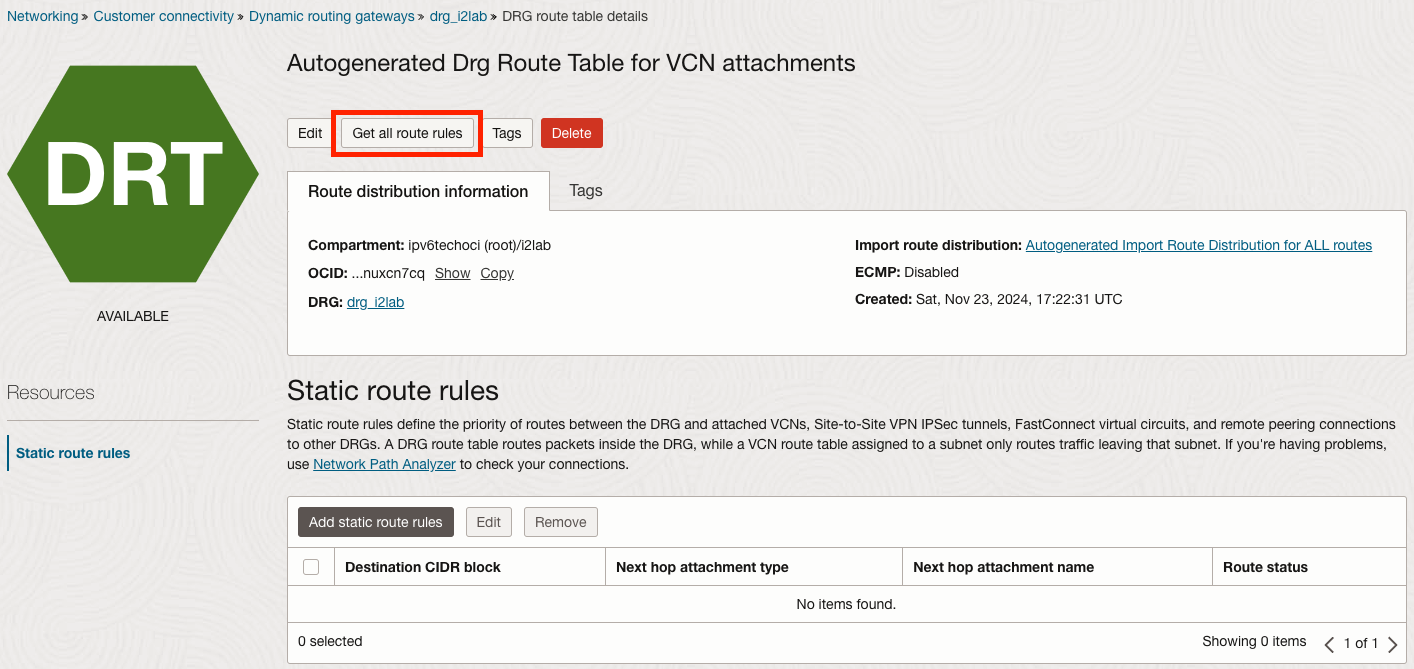 Networking » Customer connectivity » Dynamic routing gateways » drg_i2lab » DRG route table details
DRT
AVAILABLE
Autogenerated Drg Route Table for VCN attachments
Edit Get all route rules Tags Delete
Route distribution information Tags
Compartment: ipv6techoci (root)/i2lab
OCID: ...nuxcn7cq Show Copy
DRG: drg_i2lab
Import route distribution: Autogenerated Import Route Distribution for ALL routes
ECMP: Disabled
Created: Sat, Nov 23, 2024, 17:22:31 UTC
Resources
Static route rules
Static route rules
Static route rules define the priority of routes between the DRG and attached VCNs, Site-to-Site VPN IPSec tunnels, FastConnect virtual circuits, and remote peering connections
to other DRGs. A DRG route table routes packets inside the DRG, while a VCN route table assigned to a subnet only routes traffic leaving that subnet. If you're having problems,
use Network Path Analyzer to check your connections.
Add static route rules Edit Remove
Destination CIDR block Next hop attachment type Next hop attachment name Route status
No items found.
0 selected Showing 0 items 1 of 1